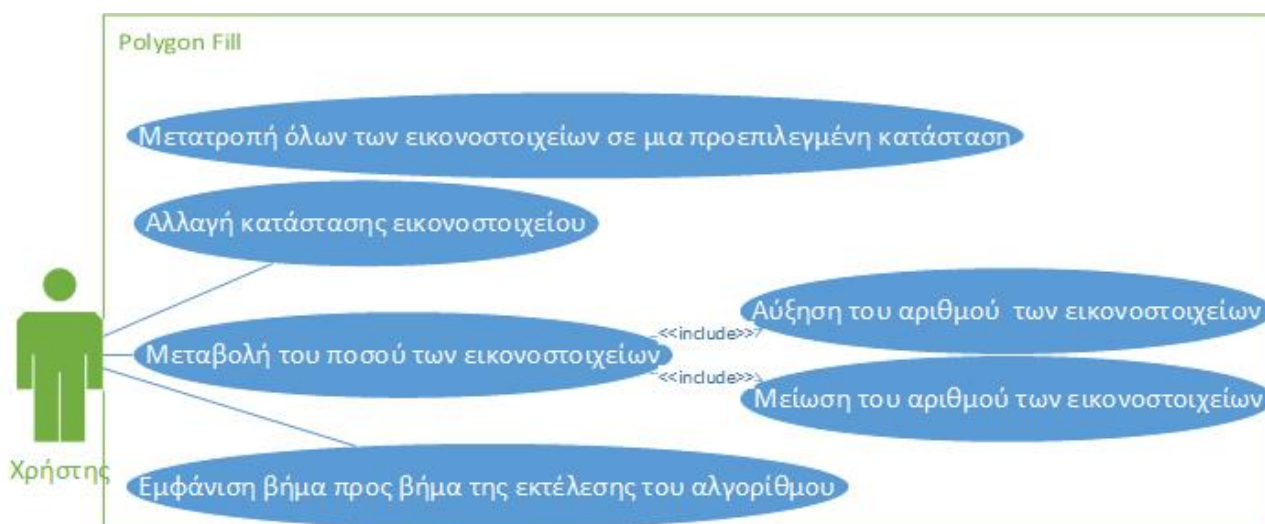 Polygon Fill
Μετατροπή όλων των εικονοστοιχείων σε μια προεπιλεγμένη κατάσταση
Αλλαγή κατάστασης εικονοστοιχείου
Αύξηση του αριθμού των εικονοστοιχείων
<<include>>
Μεταβολή του ποσού των εικονοστοιχείων
<<include>>
Μείωση του αριθμού των εικονοστοιχείων
Χρήστης
Εμφάνιση βήμα προς βήμα της εκτέλεσης του αλγορίθμου